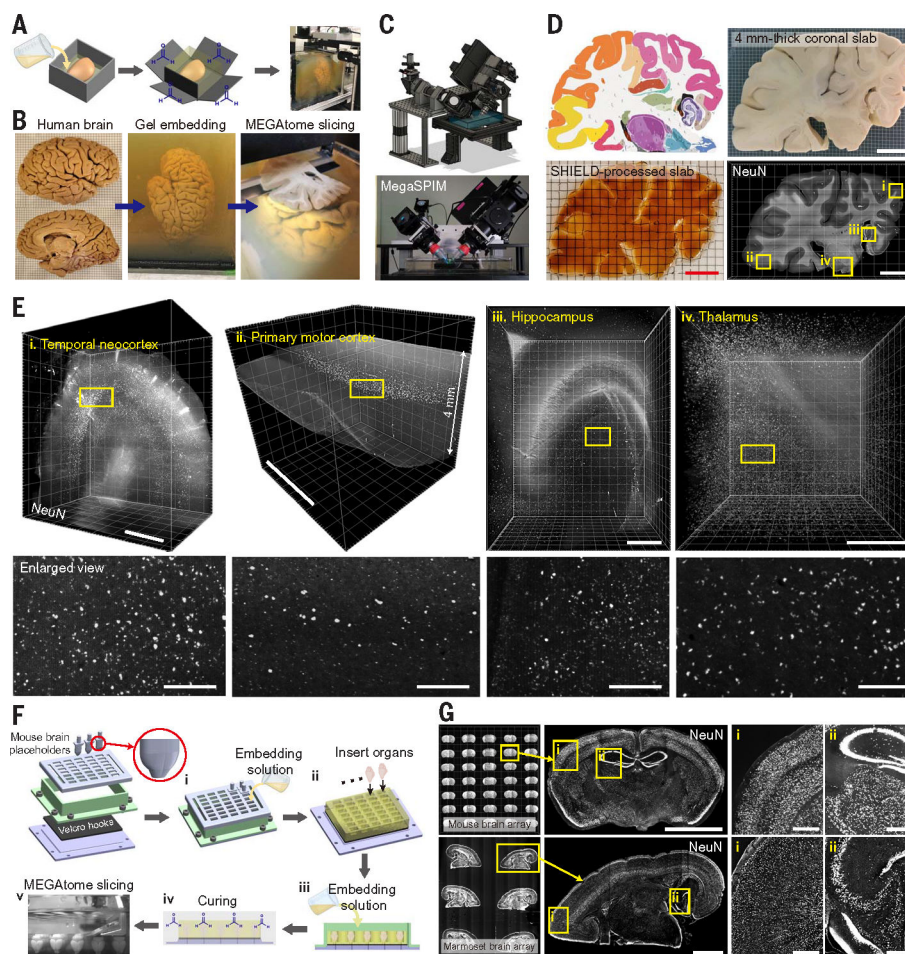 A
B
Human brain
Gel embedding
MEGAtome slicing
C
MegaSPIM
D
4 mm-thick coronal slab
SHIELD-processed slab
NeuN
i
ii
iii
iv
E
i. Temporal neocortex
NeuN
ii. Primary motor cortex
4 mm
iii. Hippocampus
iv. Thalamus
Enlarged view
F
Mouse brain
placeholders
Velcro hooks
i
Embedding
solution
ii
Insert organs
iii
Embedding
solution
iv
Curing
v
MEGAtome slicing
G
Mouse brain array
NeuN
i
ii
i
ii
Marmoset brain array
NeuN
i
ii
i
ii